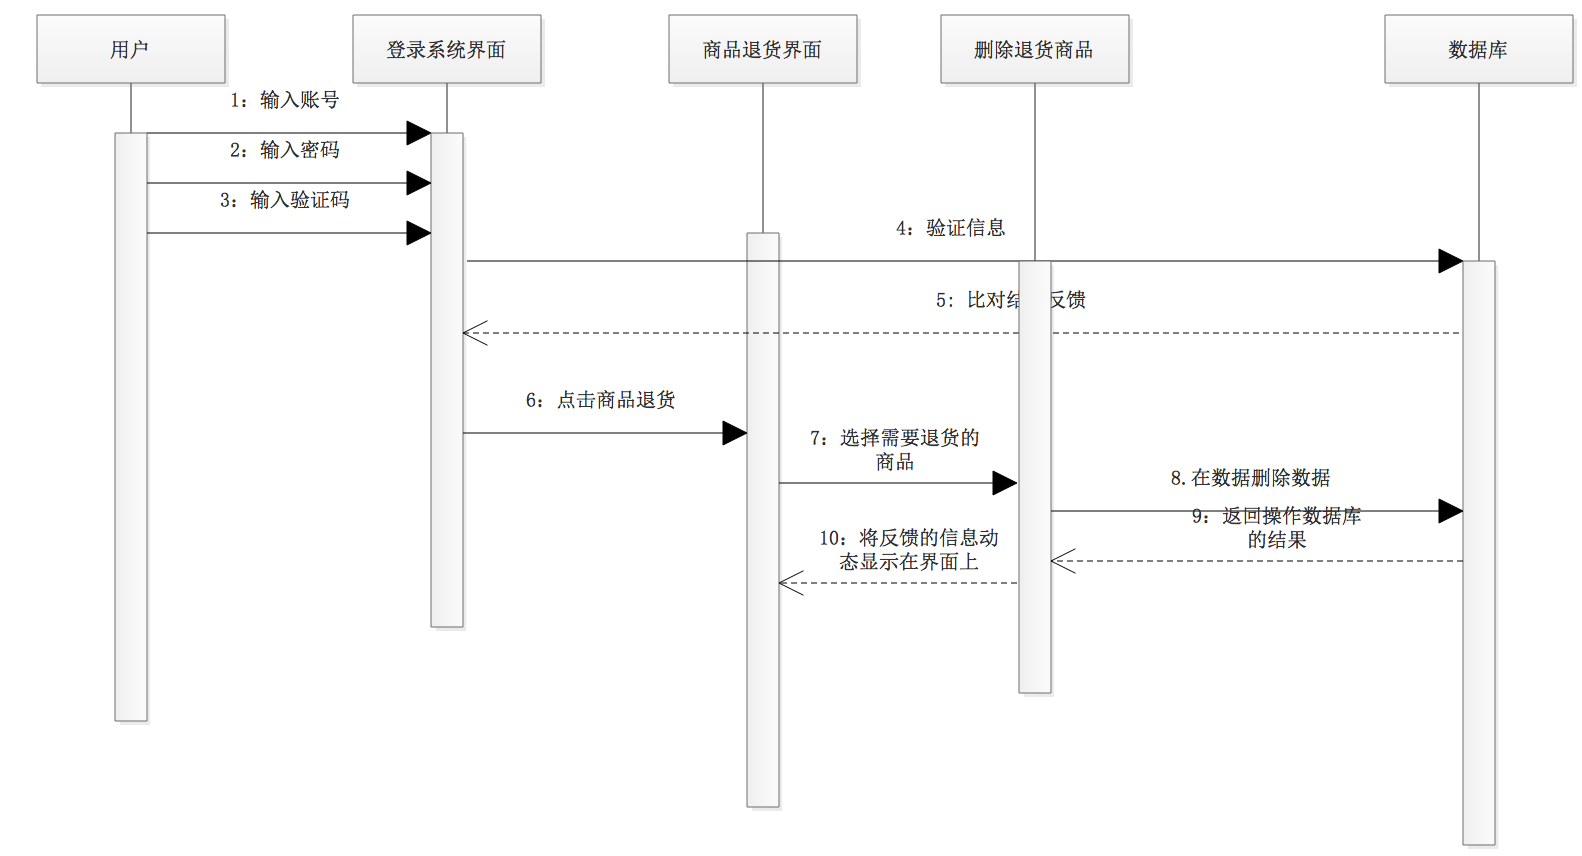 用户
登录系统界面
商品退货界面
删除退货商品
数据库
1：输入账号
2：输入密码
3：输入验证码
4：验证信息
5：比对结 反馈
6：点击商品退货
7：选择需要退货的
商品
8.在数据删除数据
9：返回操作数据库
的结果
10：将反馈的信息动
态显示在界面上